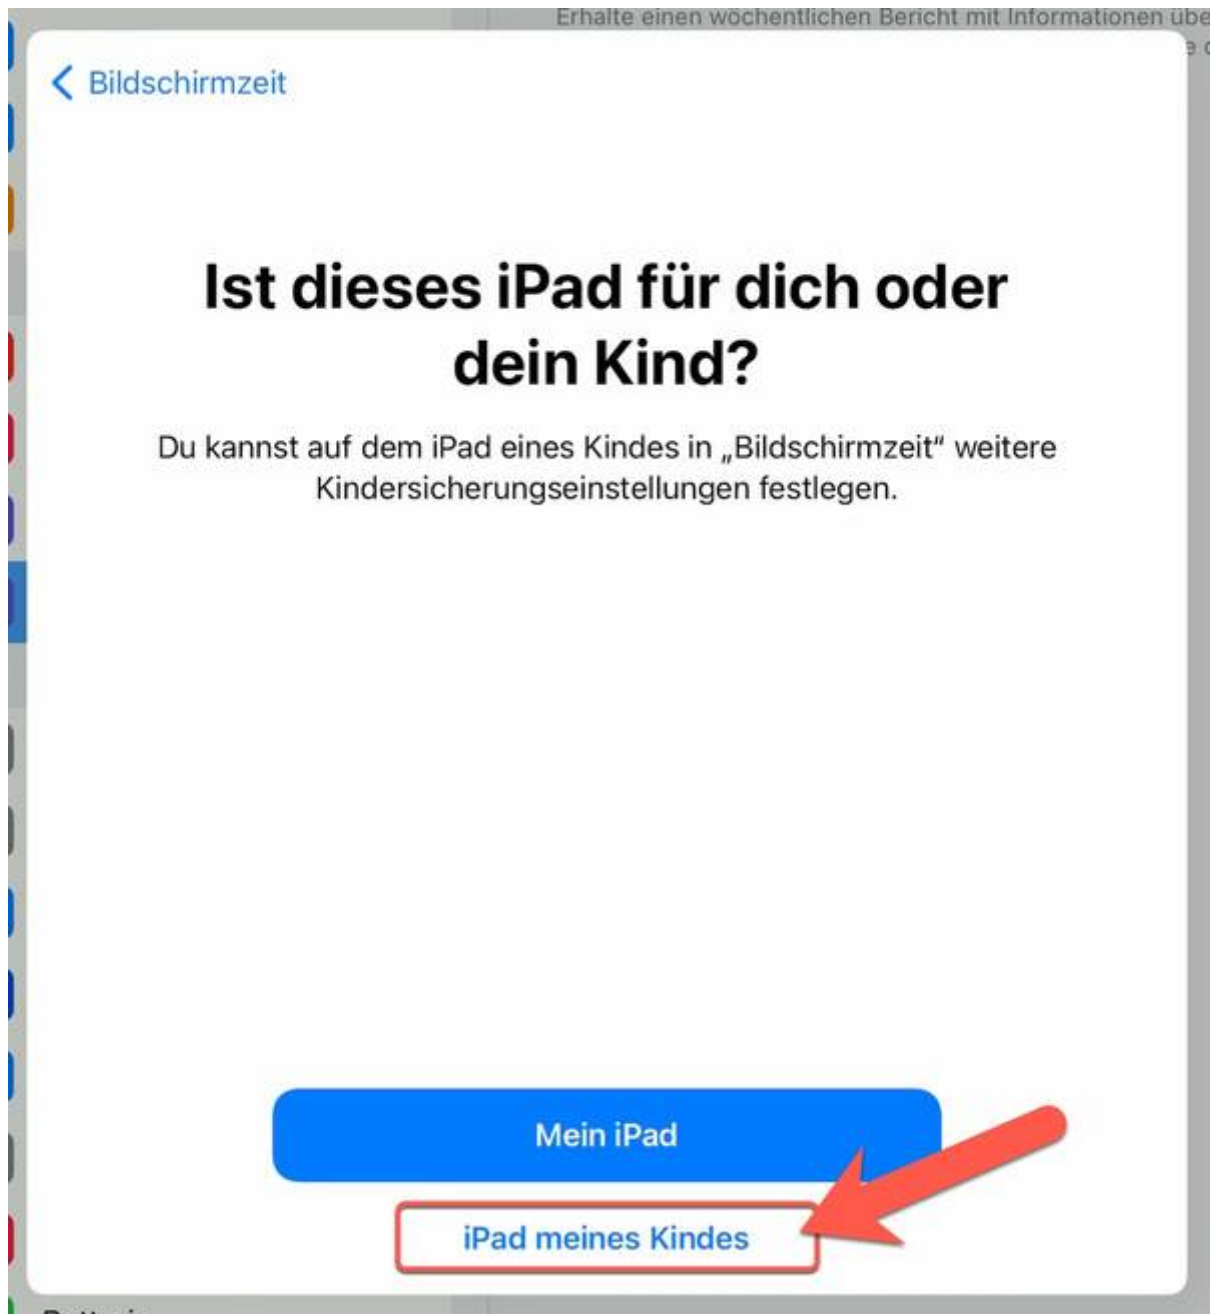 Erhalte einen wöchentlichen Bericht mit Informationen übe
Bildschirmzeit
Ist dieses iPad für dich oder
dein Kind?
Du kannst auf dem iPad eines Kindes in „Bildschirmzeit“ weitere
Kindersicherungseinstellungen festlegen.
Mein iPad
iPad meines Kindes